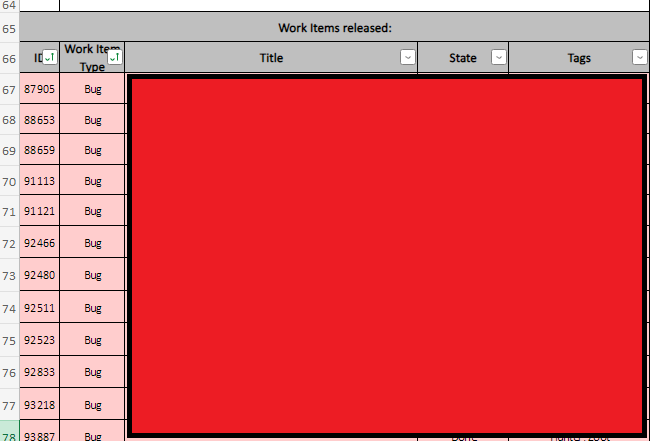 64
65 Work Items released:
66 ID Work Item Type Title State Tags
67 87905 Bug
68 88653 Bug
69 88659 Bug
70 91113 Bug
71 91121 Bug
72 92466 Bug
73 92480 Bug
74 92511 Bug
75 92523 Bug
76 92833 Bug
77 93218 Bug
78 93887 Bug Done